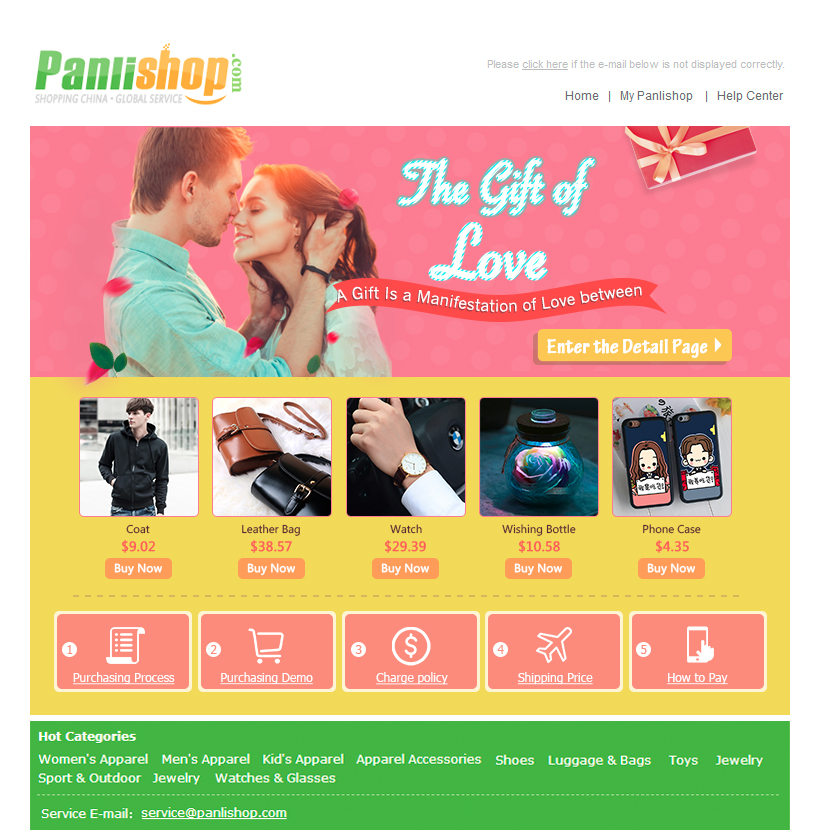 Panlishop.com
SHOPPING CHINA • GLOBAL SERVICE
Please click here if the e-mail below is not displayed correctly.
Home | My Panlishop | Help Center
The Gift of
Love
A Gift Is a Manifestation of Love between
Enter the Detail Page
Coat Leather Bag Watch Wishing Bottle Phone Case
$9.02 $38.57 $29.39 $10.58 $4.35
Buy Now Buy Now Buy Now Buy Now Buy Now
1 2 3 4 5
Purchasing Process Purchasing Demo Charge policy Shipping Price How to Pay
Hot Categories
Women's Apparel Men's Apparel Kid's Apparel Apparel Accessories Shoes Luggage & Bags Toys Jewelry
Sport & Outdoor Jewelry Watches & Glasses
Service E-mail: service@panlishop.com